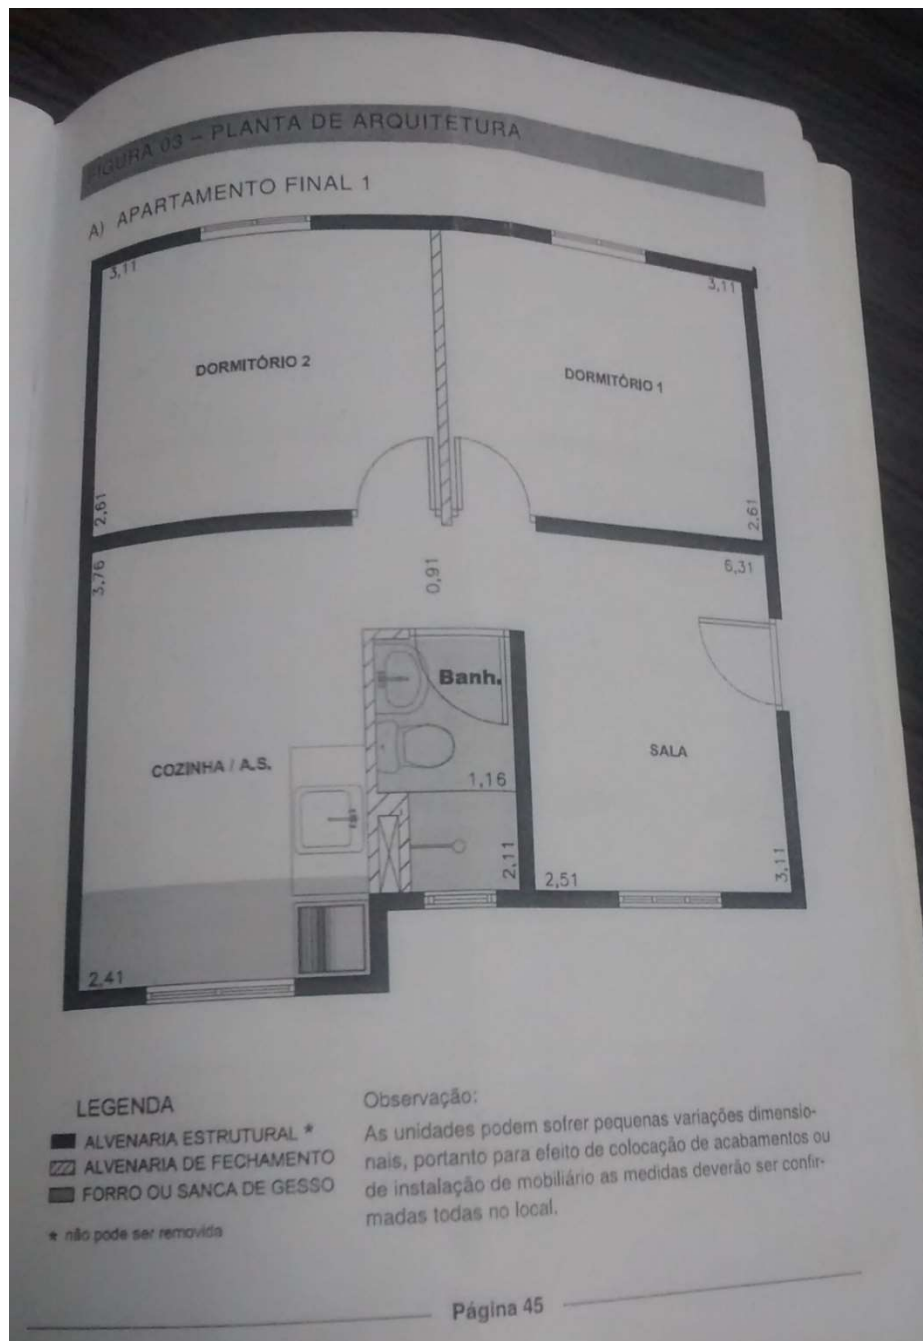 FIGURA 03 – PLANTA DE ARQUITETURA
A) APARTAMENTO FINAL 1
3,11
3,11
DORMITÓRIO 2
DORMITÓRIO 1
2,61
2,61
3,76
0,91
6,31
Banh.
SALA
COZINHA / A.S.
1,16
2,11
3,11
2,51
2.41
LEGENDA
ALVENARIA ESTRUTURAL *
ALVENARIA DE FECHAMENTO
FORRO OU SANCA DE GESSO
* não pode ser removida
Observação:
As unidades podem sofrer pequenas variações dimensio-
nais, portanto para efeito de colocação de acabamentos ou
de instalação de mobiliário as medidas deverão ser confir-
madas todas no local.
Página 45